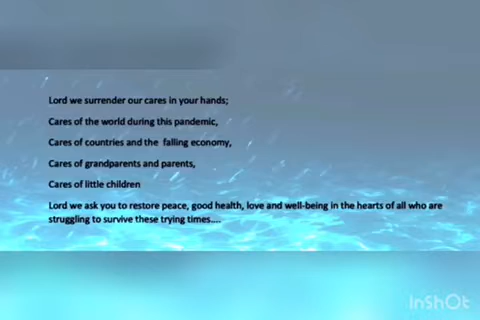 Lord we surrender our cares in your hands;
Cares of the world during this pandemic,
Cares of countries and the falling economy,
Cares of grandparents and parents,
Cares of little children
Lord we ask you to restore peace, good health, love and well-being in the hearts of all who are
struggling to survive these trying times....
InShOt